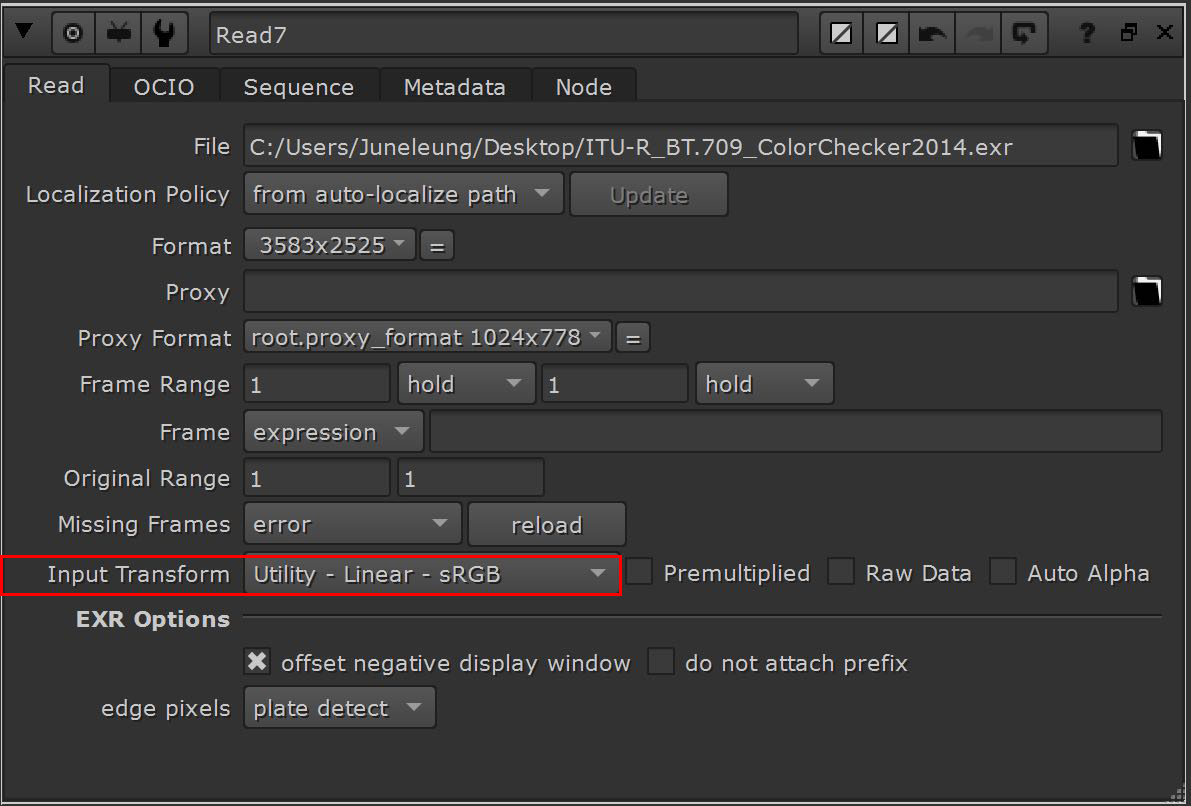 Read7
Read OCIO Sequence Metadata Node
File C:/Users/Juneleung/Desktop/ITU-R_BT.709_ColorChecker2014.exr
Localization Policy from auto-localize path Update
Format 3583x2525 =
Proxy
Proxy Format root.proxy_format 1024x778 =
Frame Range 1 hold 1 hold
Frame expression
Original Range 1 1
Missing Frames error reload
Input Transform Utility - Linear - sRGB Premultiplied Raw Data Auto Alpha
EXR Options
offset negative display window do not attach prefix
edge pixels plate detect